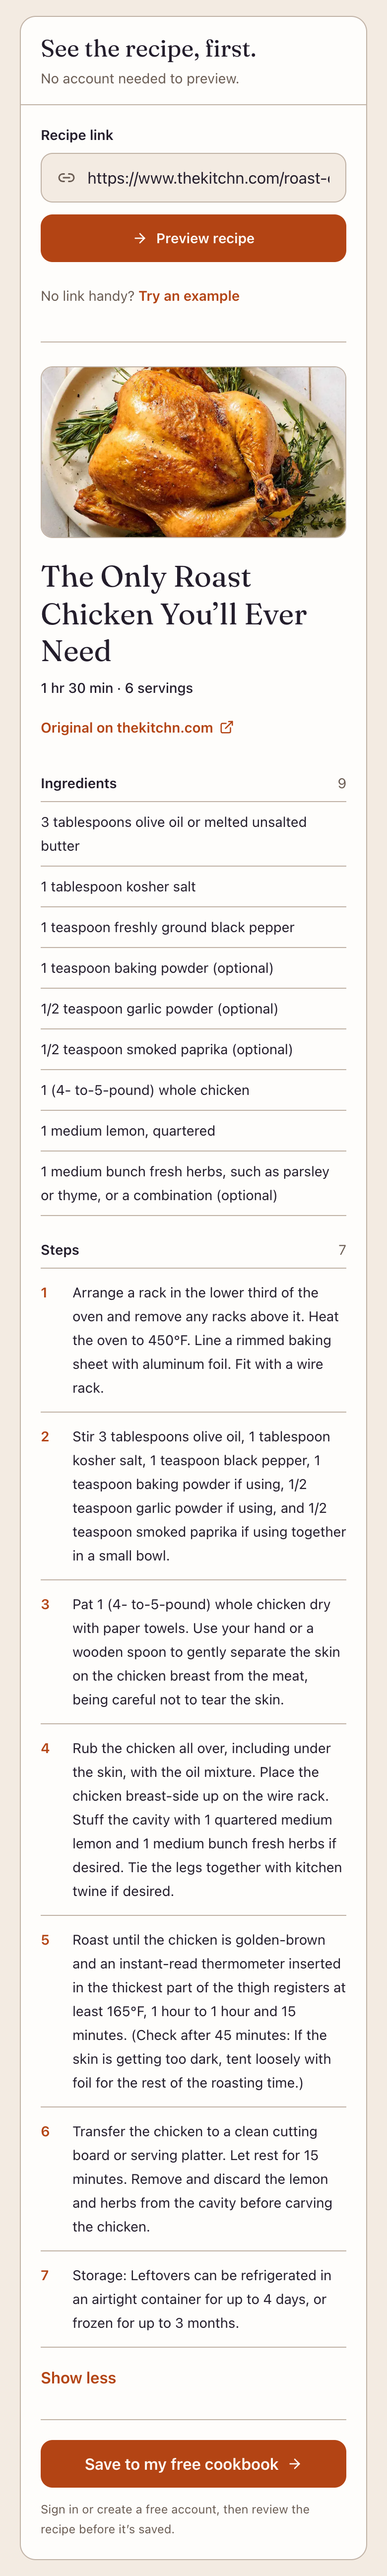 See the recipe, first.
No account needed to preview.
Recipe link
https://www.thekitchn.com/roast-c
Preview recipe
No link handy? Try an example
The Only Roast
Chicken You’ll Ever
Need
1 hr 30 min · 6 servings
Original on thekitchn.com
Ingredients 9
3 tablespoons olive oil or melted unsalted
butter
1 tablespoon kosher salt
1 teaspoon freshly ground black pepper
1 teaspoon baking powder (optional)
1/2 teaspoon garlic powder (optional)
1/2 teaspoon smoked paprika (optional)
1 (4- to-5-pound) whole chicken
1 medium lemon, quartered
1 medium bunch fresh herbs, such as parsley
or thyme, or a combination (optional)
Steps 7
1 Arrange a rack in the lower third of the
oven and remove any racks above it. Heat
the oven to 450°F. Line a rimmed baking
sheet with aluminum foil. Fit with a wire
rack.
2 Stir 3 tablespoons olive oil, 1 tablespoon
kosher salt, 1 teaspoon black pepper, 1
teaspoon baking powder if using, 1/2
teaspoon garlic powder if using, and 1/2
teaspoon smoked paprika if using together
in a small bowl.
3 Pat 1 (4- to-5-pound) whole chicken dry
with paper towels. Use your hand or a
wooden spoon to gently separate the skin
on the chicken breast from the meat,
being careful not to tear the skin.
4 Rub the chicken all over, including under
the skin, with the oil mixture. Place the
chicken breast-side up on the wire rack.
Stuff the cavity with 1 quartered medium
lemon and 1 medium bunch fresh herbs if
desired. Tie the legs together with kitchen
twine if desired.
5 Roast until the chicken is golden-brown
and an instant-read thermometer inserted
in the thickest part of the thigh registers at
least 165°F, 1 hour to 1 hour and 15
minutes. (Check after 45 minutes: If the
skin is getting too dark, tent loosely with
foil for the rest of the roasting time.)
6 Transfer the chicken to a clean cutting
board or serving platter. Let rest for 15
minutes. Remove and discard the lemon
and herbs from the cavity before carving
the chicken.
7 Storage: Leftovers can be refrigerated in
an airtight container for up to 4 days, or
frozen for up to 3 months.
Show less
Save to my free cookbook
Sign in or create a free account, then review the
recipe before it’s saved.